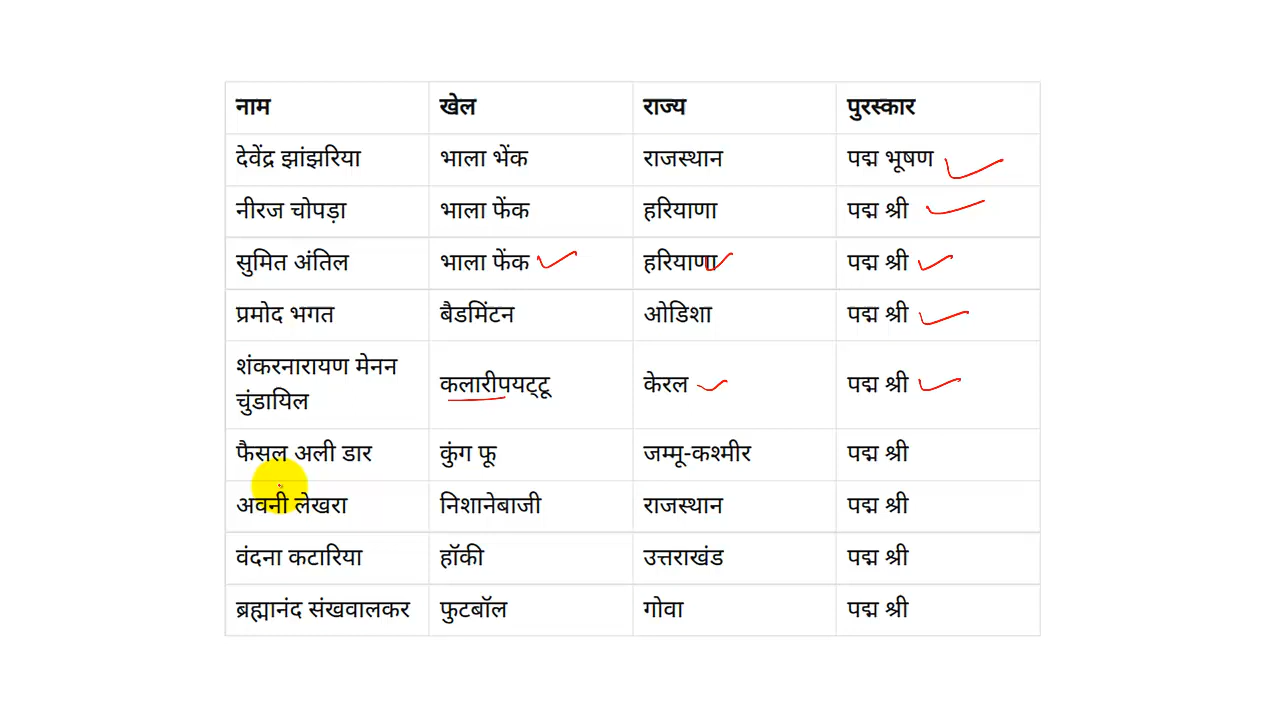 नाम खेल राज्य पुरस्कार
देवेंद्र झांझरिया भाला भेंक राजस्थान पद्म भूषण
नीरज चोपड़ा भाला फेंक हरियाणा पद्म श्री
सुमित अंतिल भाला फेंक हरियाणा पद्म श्री
प्रमोद भगत बैडमिंटन ओडिशा पद्म श्री
शंकरनारायण मेनन
चुंडायिल कलारीपयट्टू केरल पद्म श्री
फैसल अली डार कुंग फू जम्मू-कश्मीर पद्म श्री
अवनी लेखरा निशानेबाजी राजस्थान पद्म श्री
वंदना कटारिया हॉकी उत्तराखंड पद्म श्री
ब्रह्मानंद संखवालकर फुटबॉल गोवा पद्म श्री